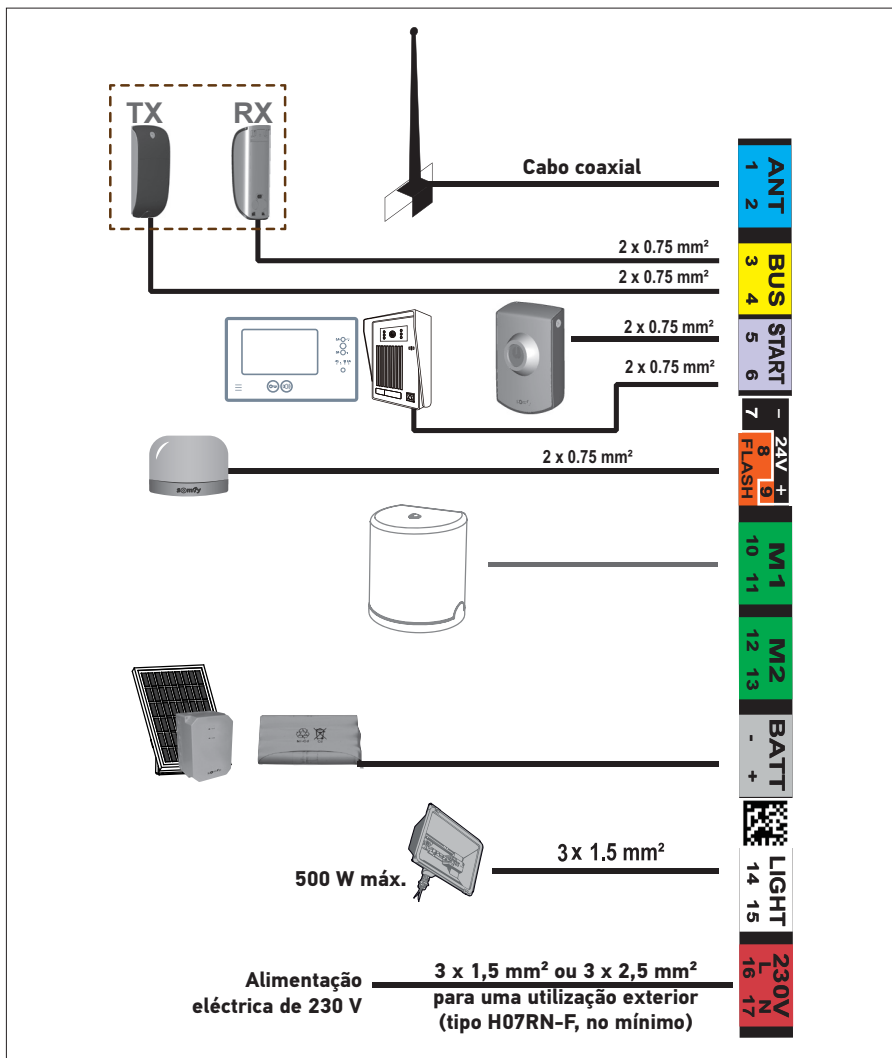 TX RX
Cabo coaxial
ANT
1 2
2 x 0.75 mm²
2 x 0.75 mm²
BUS
3 4
2 x 0.75 mm²
2 x 0.75 mm²
START
5 6
2 x 0.75 mm²
somfy
- 24V +
7 8 9
FLASH
M1
10 11
M2
12 13
BATT
- +
3 x 1.5 mm²
500 W máx.
LIGHT
14 15
Alimentação
eléctrica de 230 V
3 x 1,5 mm² ou 3 x 2,5 mm²
para uma utilização exterior
(tipo H07RN-F, no mínimo)
230V
L N
16 17